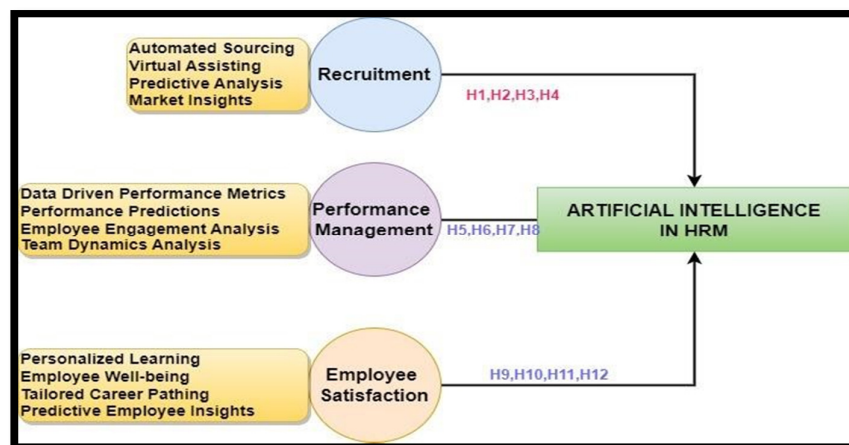 Automated Sourcing
Virtual Assisting
Predictive Analysis
Market Insights
Recruitment
H1,H2,H3,H4
Data Driven Performance Metrics
Performance Predictions
Employee Engagement Analysis
Team Dynamics Analysis
Performance
Management
H5,H6,H7,H8
ARTIFICIAL INTELLIGENCE
IN HRM
Personalized Learning
Employee Well-being
Tailored Career Pathing
Predictive Employee Insights
Employee
Satisfaction
H9,H10,H11,H12